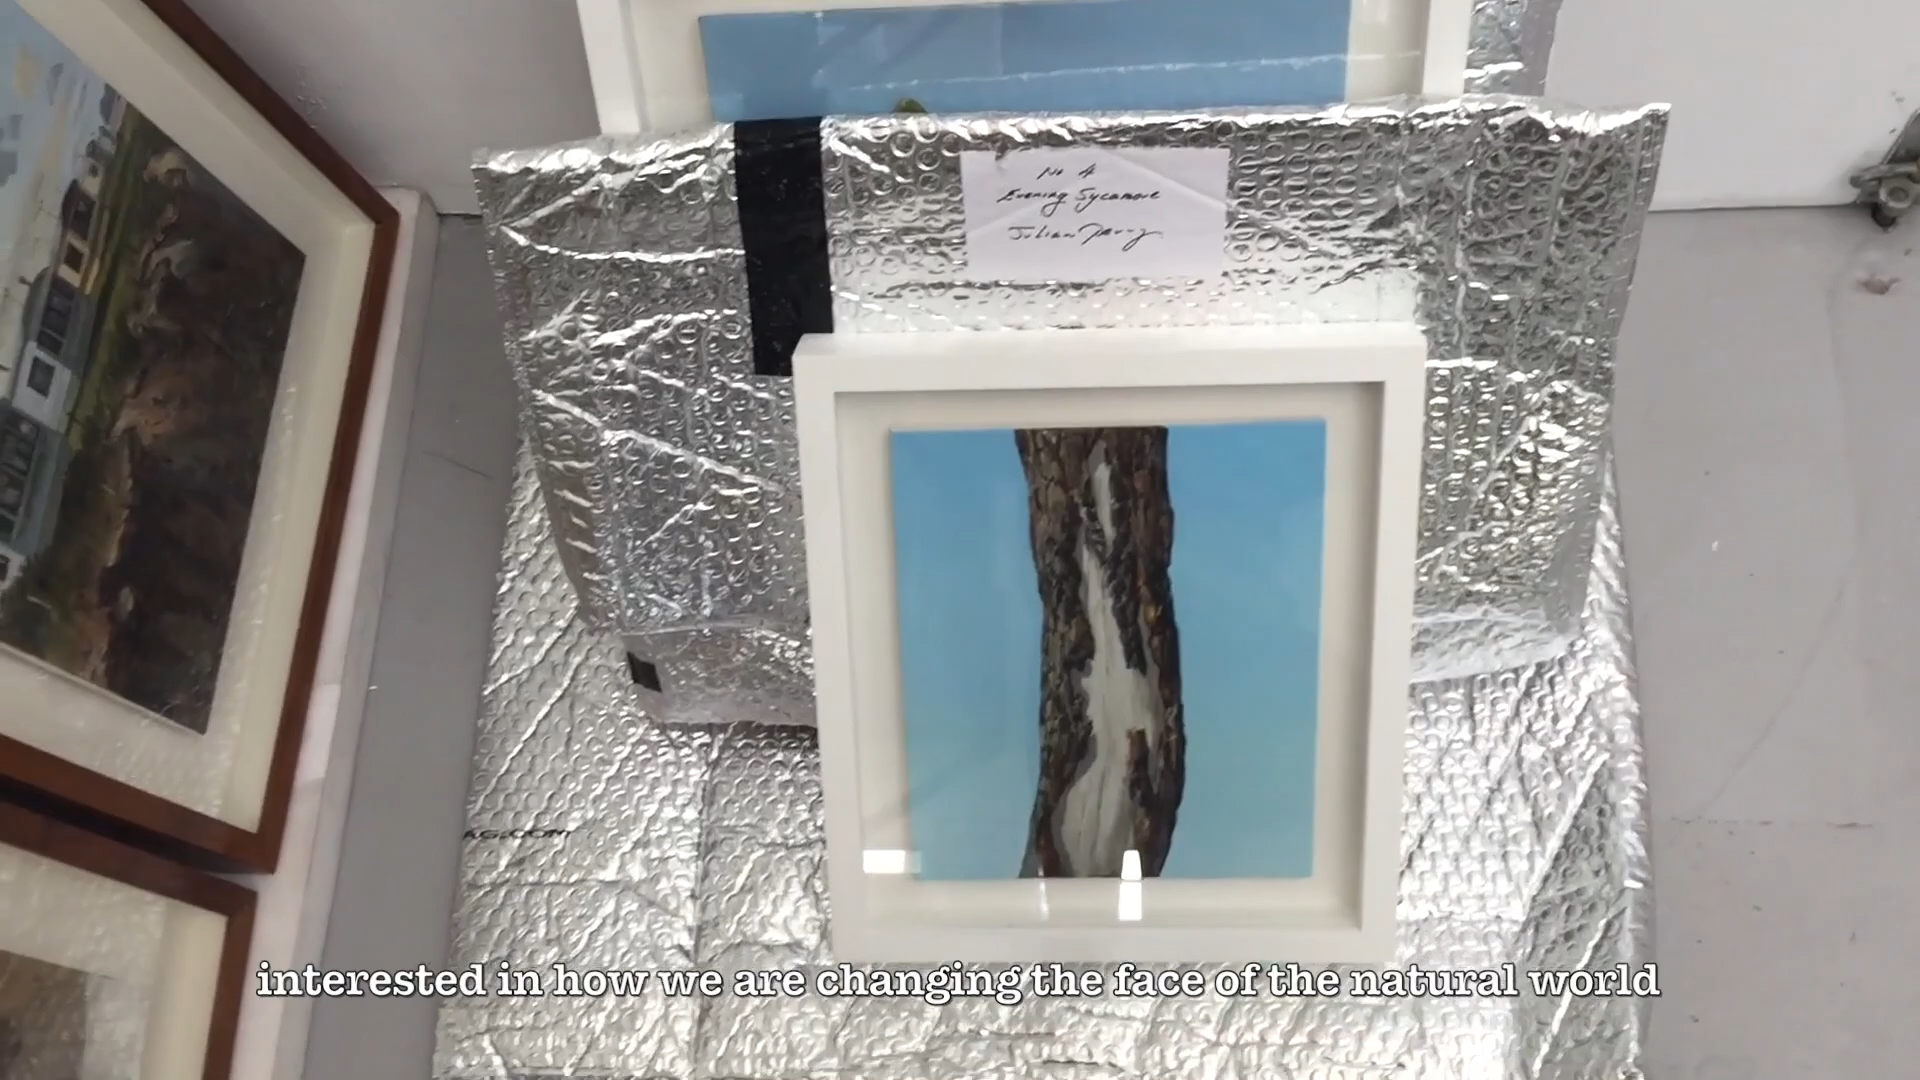 No 4
Evening Sycamore
Julian Perry
interested in how we are changing the face of the natural world